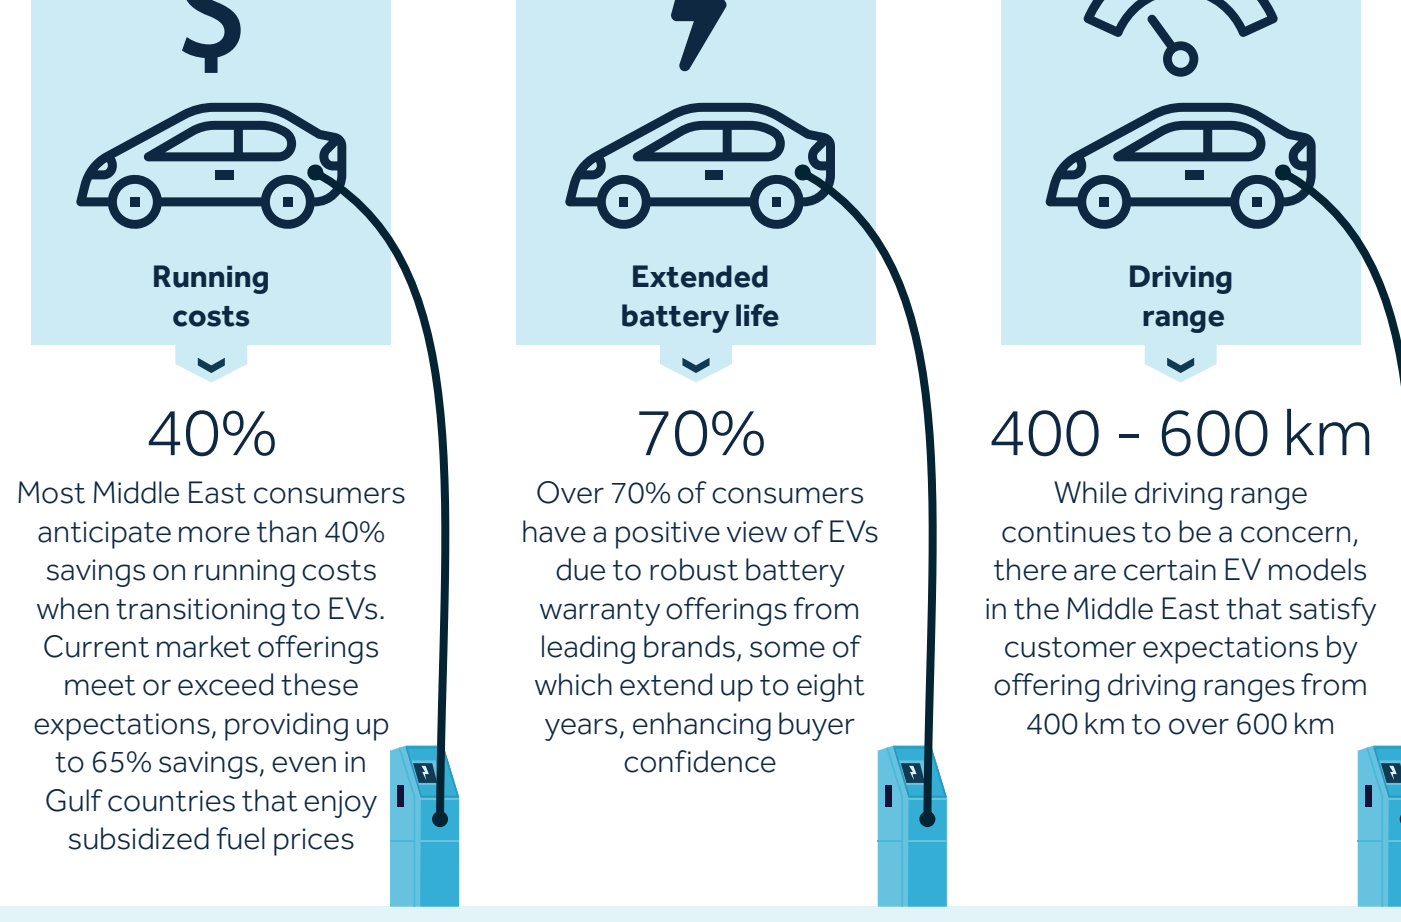 $
Running
costs
40%
Most Middle East consumers
anticipate more than 40%
savings on running costs
when transitioning to EVs.
Current market offerings
meet or exceed these
expectations, providing up
to 65% savings, even in
Gulf countries that enjoy
subsidized fuel prices
Extended
battery life
70%
Over 70% of consumers
have a positive view of EVs
due to robust battery
warranty offerings from
leading brands, some of
which extend up to eight
years, enhancing buyer
confidence
Driving
range
400 - 600 km
While driving range
continues to be a concern,
there are certain EV models
in the Middle East that satisfy
customer expectations by
offering driving ranges from
400 km to over 600 km